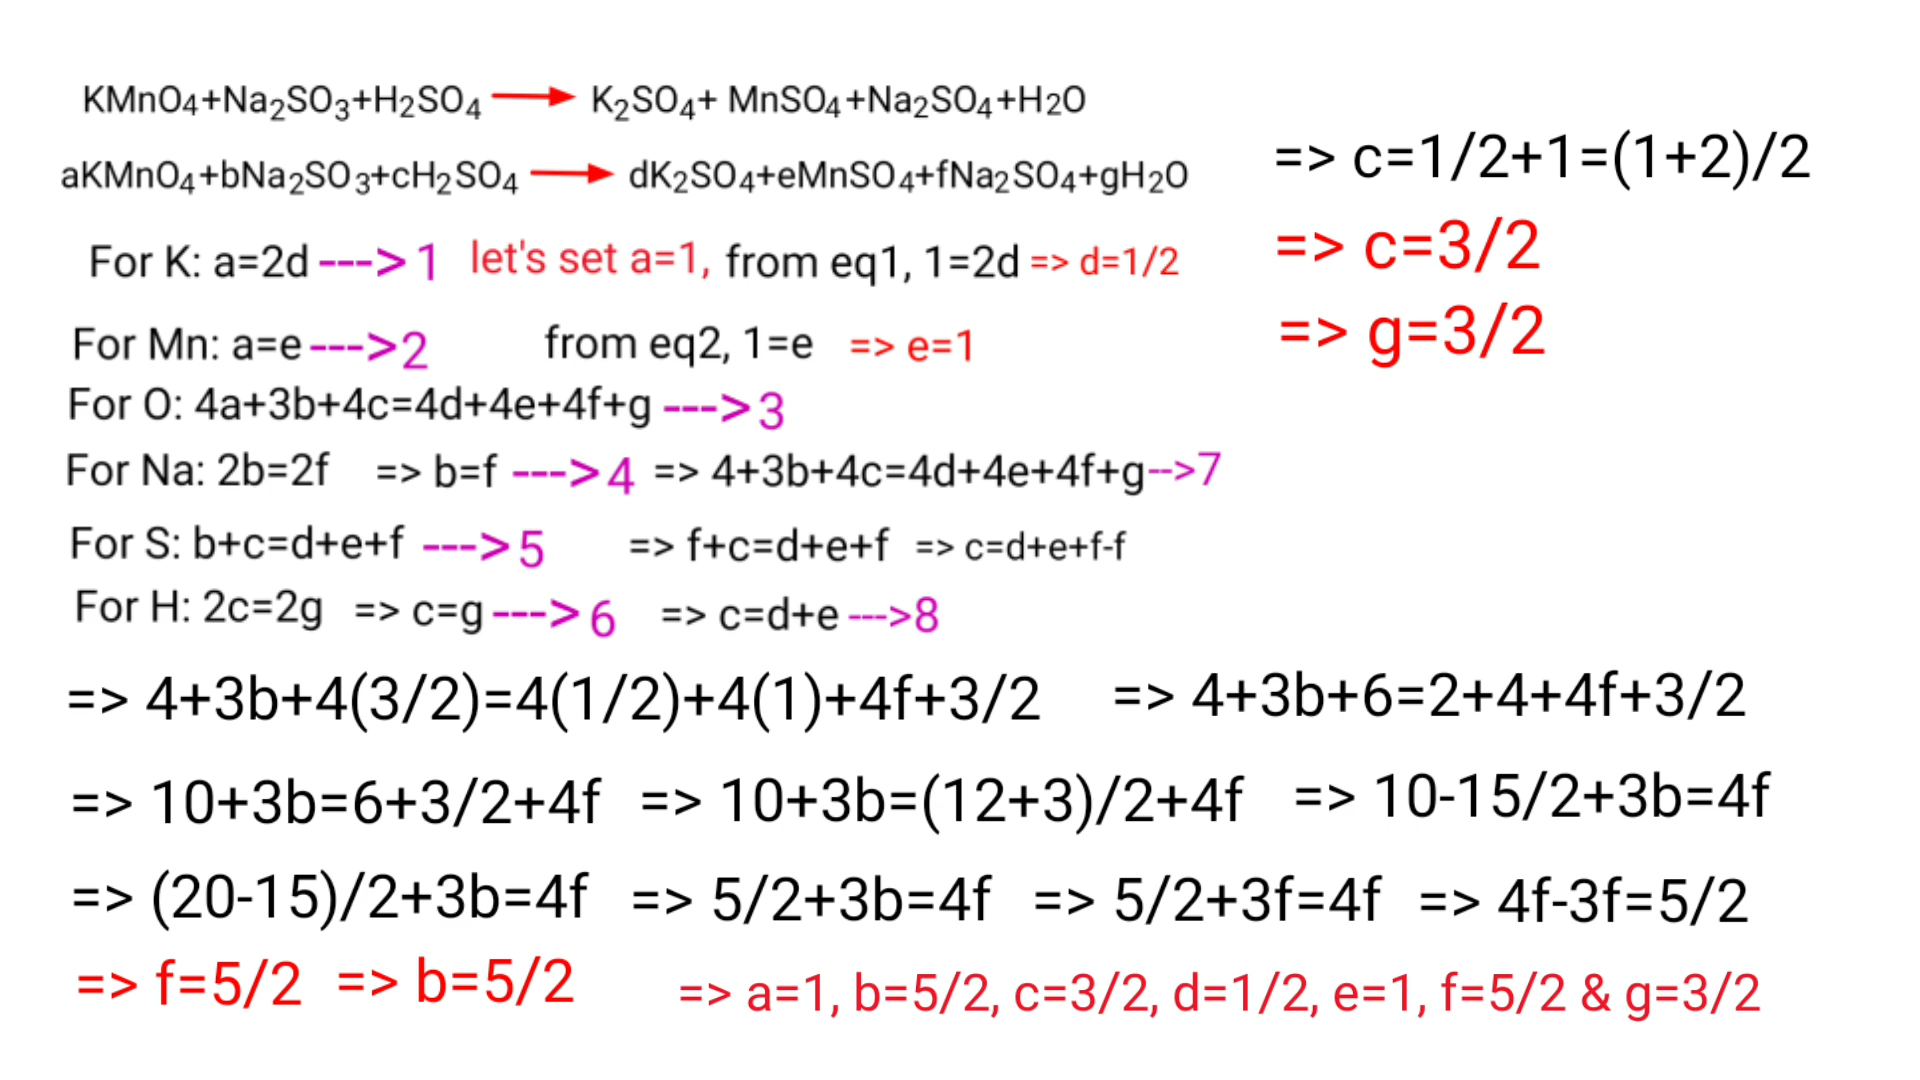 KMnO₄+Na₂SO₃+H₂SO₄ → K₂SO₄+ MnSO₄+Na₂SO₄+H₂O
aKMnO₄+bNa₂SO₃+cH₂SO₄ → dK₂SO₄+eMnSO₄+fNa₂SO₄+gH₂O
For K: a=2d --->1 let's set a=1, from eq1, 1=2d => d=1/2
For Mn: a=e --->2 from eq2, 1=e => e=1
For O: 4a+3b+4c=4d+4e+4f+g --->3
For Na: 2b=2f => b=f --->4 => 4+3b+4c=4d+4e+4f+g-->7
For S: b+c=d+e+f --->5 => f+c=d+e+f => c=d+e+f-f
For H: 2c=2g => c=g --->6 => c=d+e --->8
=> c=1/2+1=(1+2)/2
=> c=3/2
=> g=3/2
=> 4+3b+4(3/2)=4(1/2)+4(1)+4f+3/2 => 4+3b+6=2+4+4f+3/2
=> 10+3b=6+3/2+4f => 10+3b=(12+3)/2+4f => 10-15/2+3b=4f
=> (20-15)/2+3b=4f => 5/2+3b=4f => 5/2+3f=4f => 4f-3f=5/2
=> f=5/2 => b=5/2 => a=1, b=5/2, c=3/2, d=1/2, e=1, f=5/2 & g=3/2